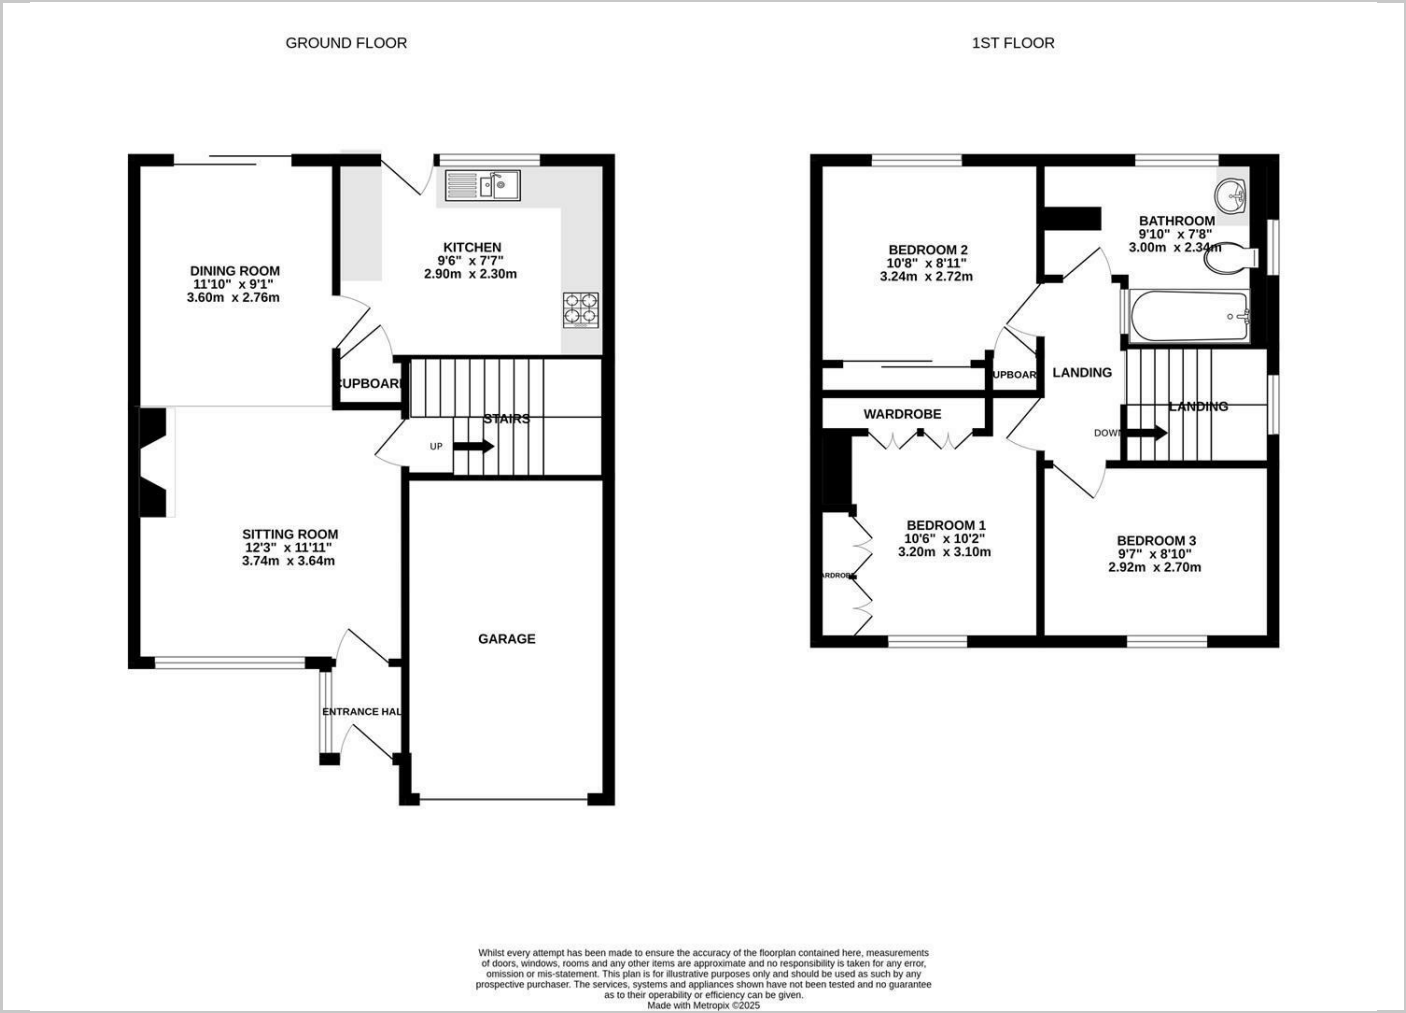 GROUND FLOOR
1ST FLOOR
DINING ROOM
11'10" x 9'1"
3.60m x 2.76m
KITCHEN
9'6" x 7'7"
2.90m x 2.30m
CUPBOARD
STAIRS
UP
SITTING ROOM
12'3" x 11'11"
3.74m x 3.64m
GARAGE
ENTRANCE HAL
BEDROOM 2
10'8" x 8'11"
3.24m x 2.72m
BATHROOM
9'10" x 7'8"
3.00m x 2.34m
UPBOAR
LANDING
WARDROBE
LANDING
DOWN
BEDROOM 1
10'6" x 10'2"
3.20m x 3.10m
ARDROBE
BEDROOM 3
9'7" x 8'10"
2.92m x 2.70m
Whilst every attempt has been made to ensure the accuracy of the floorplan contained here, measurements
of doors, windows, rooms and any other items are approximate and no responsibility is taken for any error,
omission or mis-statement. This plan is for illustrative purposes only and should be used as such by any
prospective purchaser. The services, systems and appliances shown have not been tested and no guarantee
as to their operability or efficiency can be given.
Made with Metropix ©2025